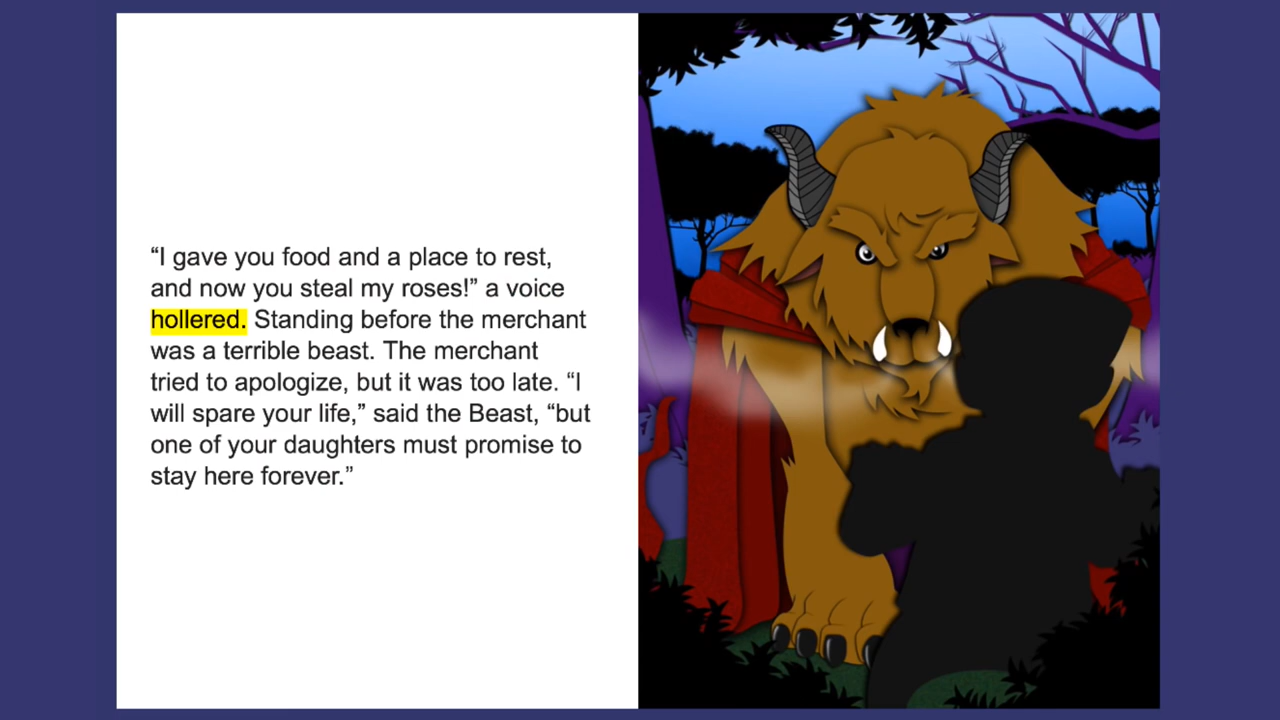 “I gave you food and a place to rest,
and now you steal my roses!” a voice
hollered. Standing before the merchant
was a terrible beast. The merchant
tried to apologize, but it was too late. “I
will spare your life,” said the Beast, “but
one of your daughters must promise to
stay here forever.”